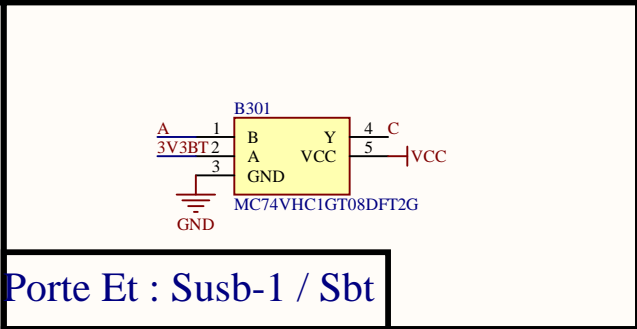 B301
A 1 B Y 4 C
3V3BT 2 A VCC 5 VCC
3 GND
MC74VHC1GT08DFT2G
GND
Porte Et : Susb-1 / Sbt